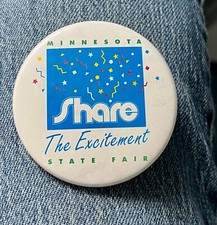 MINNESOTA
Share
The Excitement
STATE FAIR